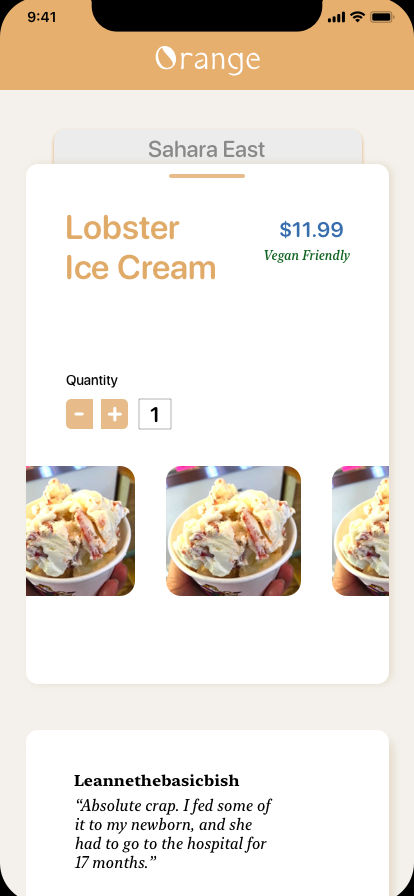 9:41
Orange
Sahara East
Lobster
Ice Cream
$11.99
Vegan Friendly
Quantity
- + 1
Leannethebasicbish
“Absolute crap. I fed some of
it to my newborn, and she
had to go to the hospital for
17 months.”